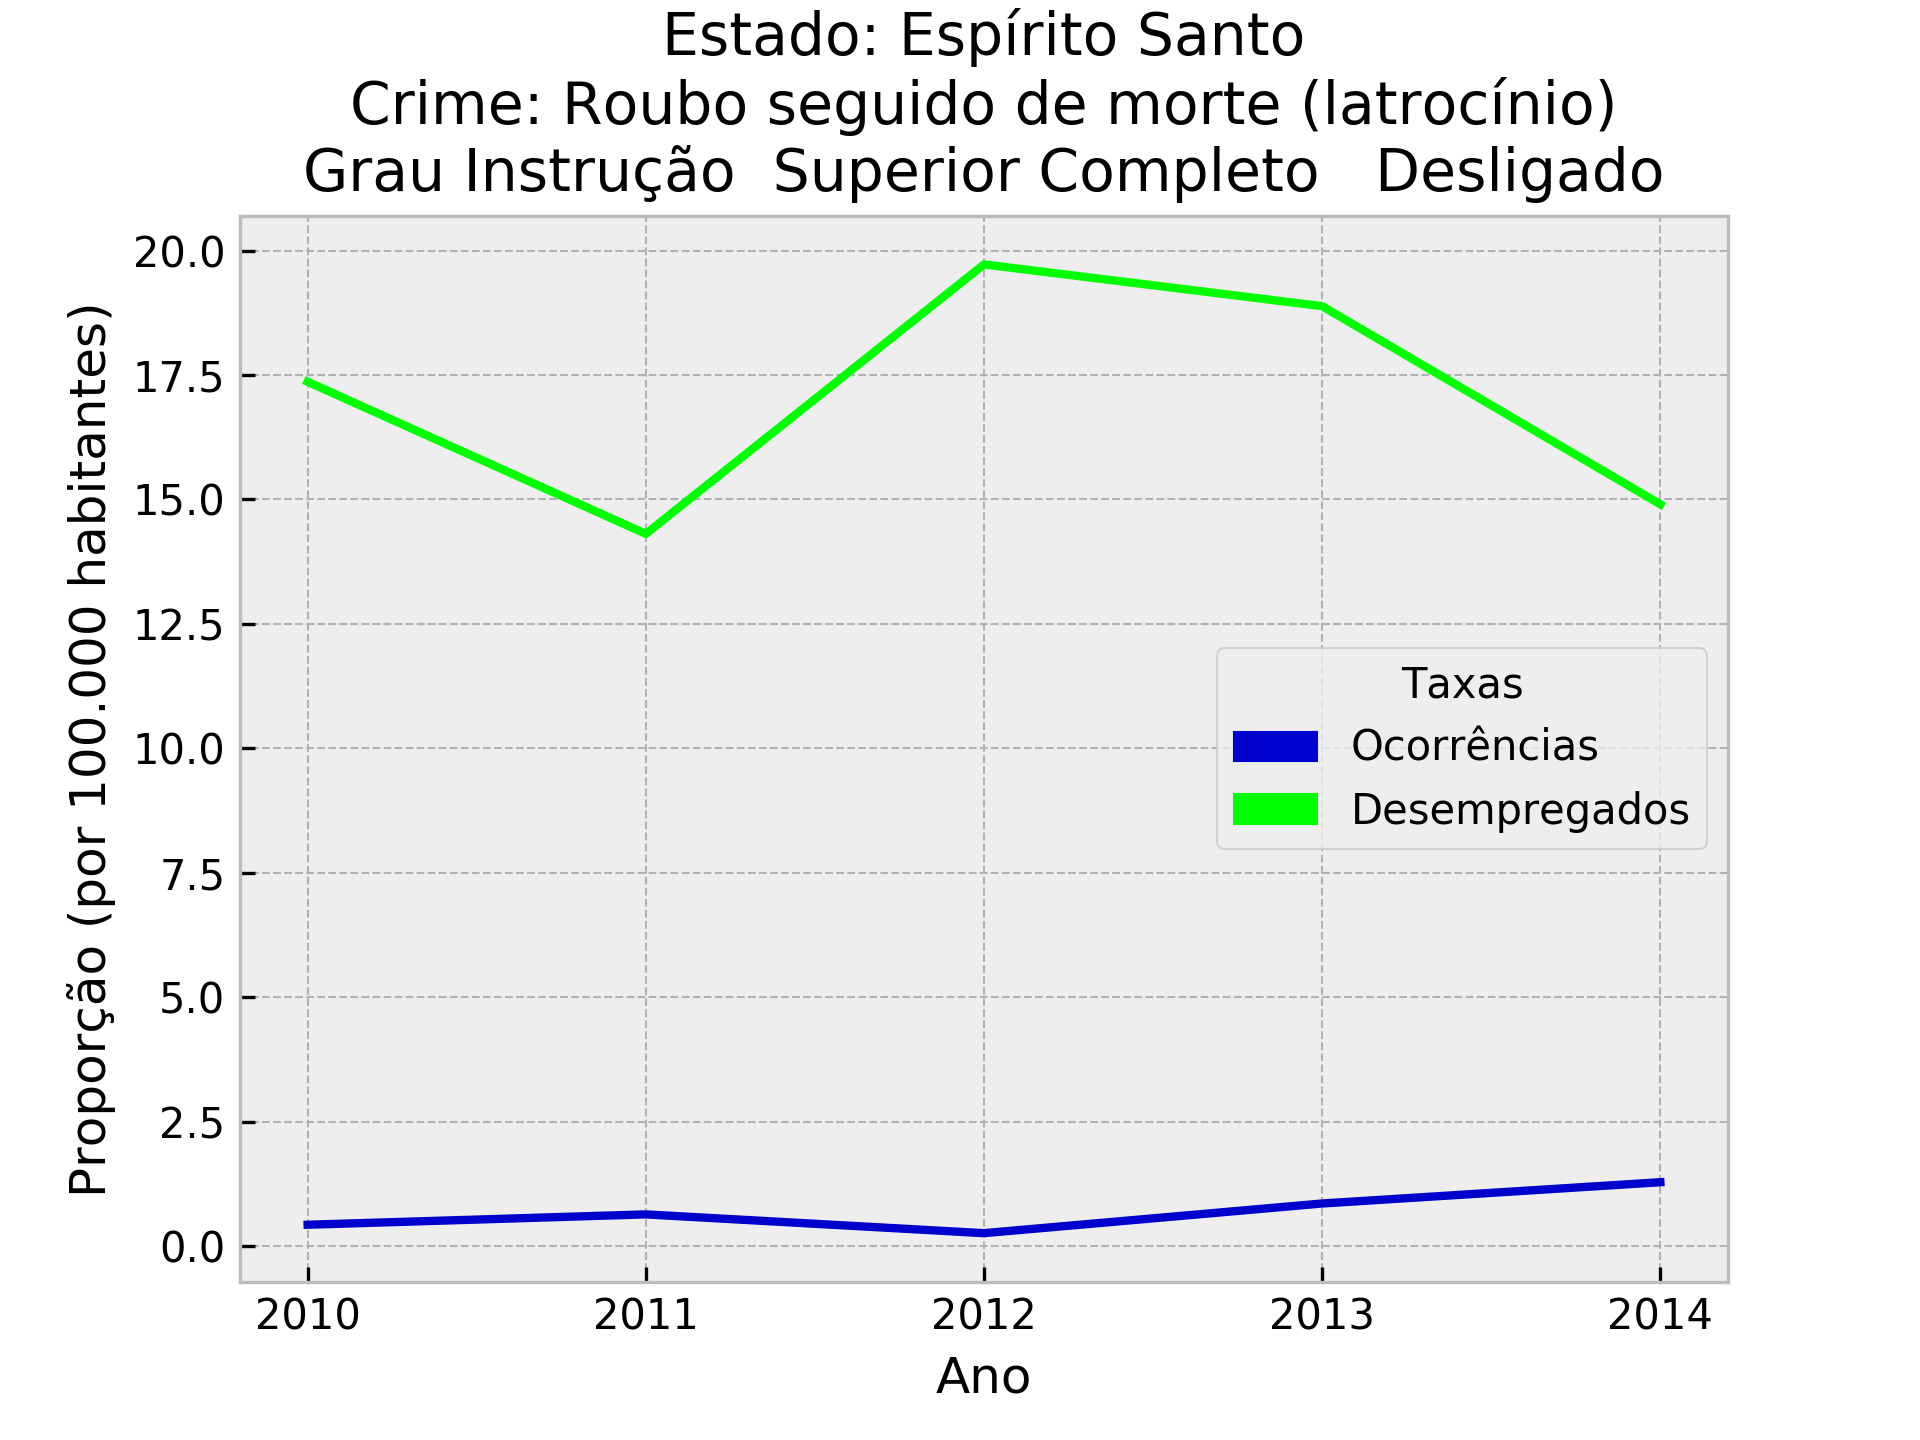 Estado: Espírito Santo
Crime: Roubo seguido de morte (latrocínio)
Grau Instrução  Superior Completo   Desligado
Proporção (por 100.000 habitantes)
20.0
17.5
15.0
12.5
10.0
7.5
5.0
2.5
0.0
Taxas
Ocorrências
Desempregados
2010 2011 2012 2013 2014
Ano